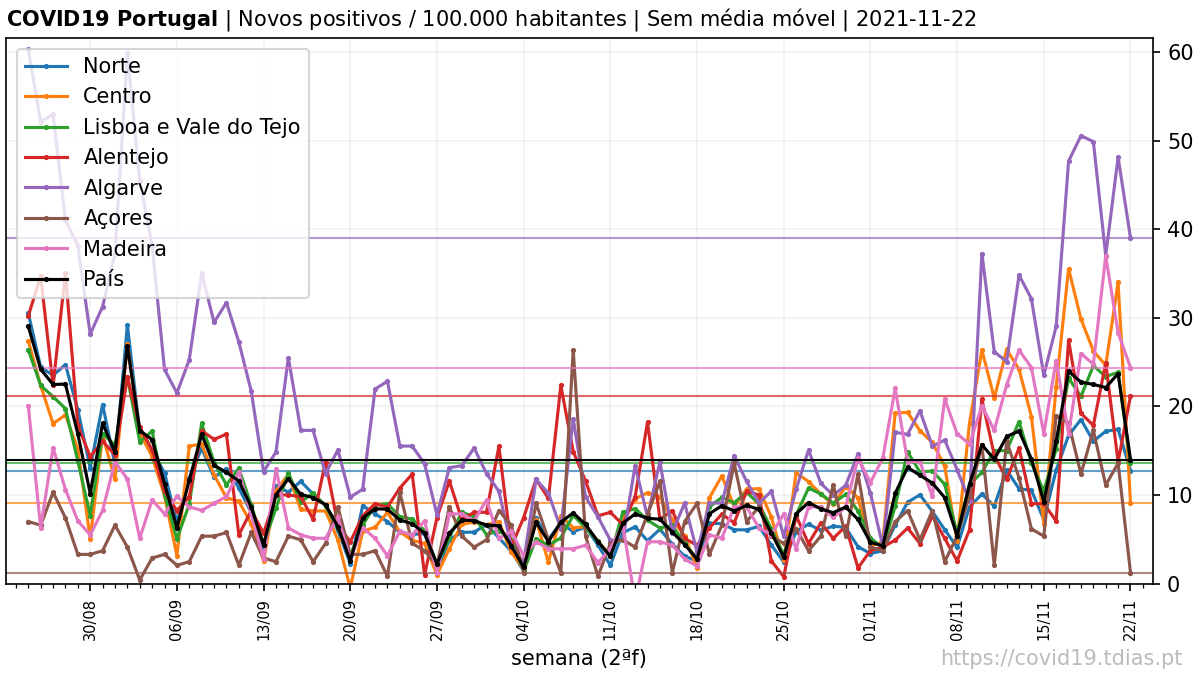 COVID19 Portugal | Novos positivos / 100.000 habitantes | Sem média móvel | 2021-11-22
Norte
Centro
Lisboa e Vale do Tejo
Alentejo
Algarve
Açores
Madeira
País
60
50
40
30
20
10
0
30/08
06/09
13/09
20/09
27/09
04/10
11/10
18/10
25/10
01/11
08/11
15/11
22/11
semana (2ªf)
https://covid19.tdias.pt